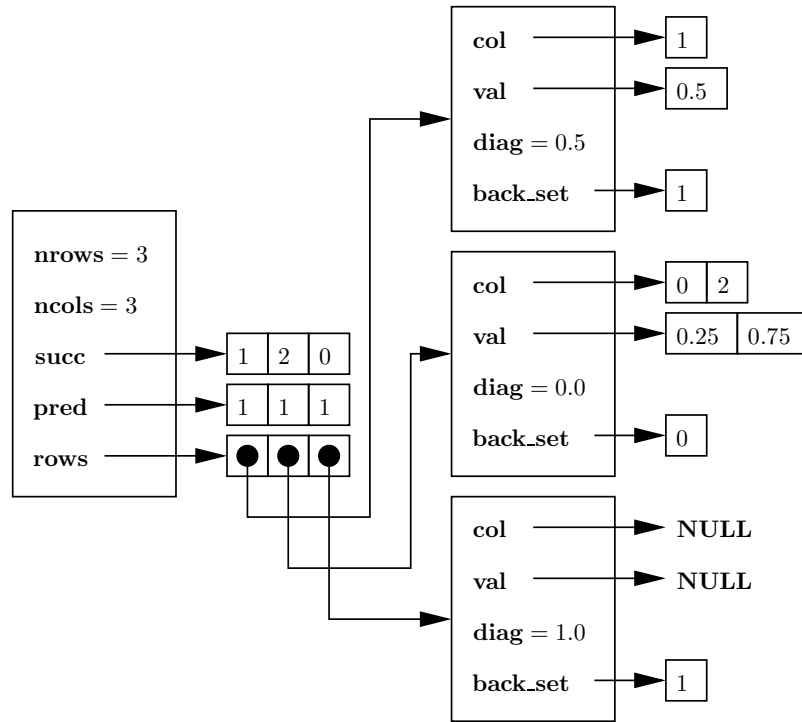 nrows = 3
ncols = 3
succ
1 2 0
pred
1 1 1
rows
col
1
val
0.5
diag = 0.5
back_set
1
col
0 2
val
0.25 0.75
diag = 0.0
back_set
0
col
NULL
val
NULL
diag = 1.0
back_set
1